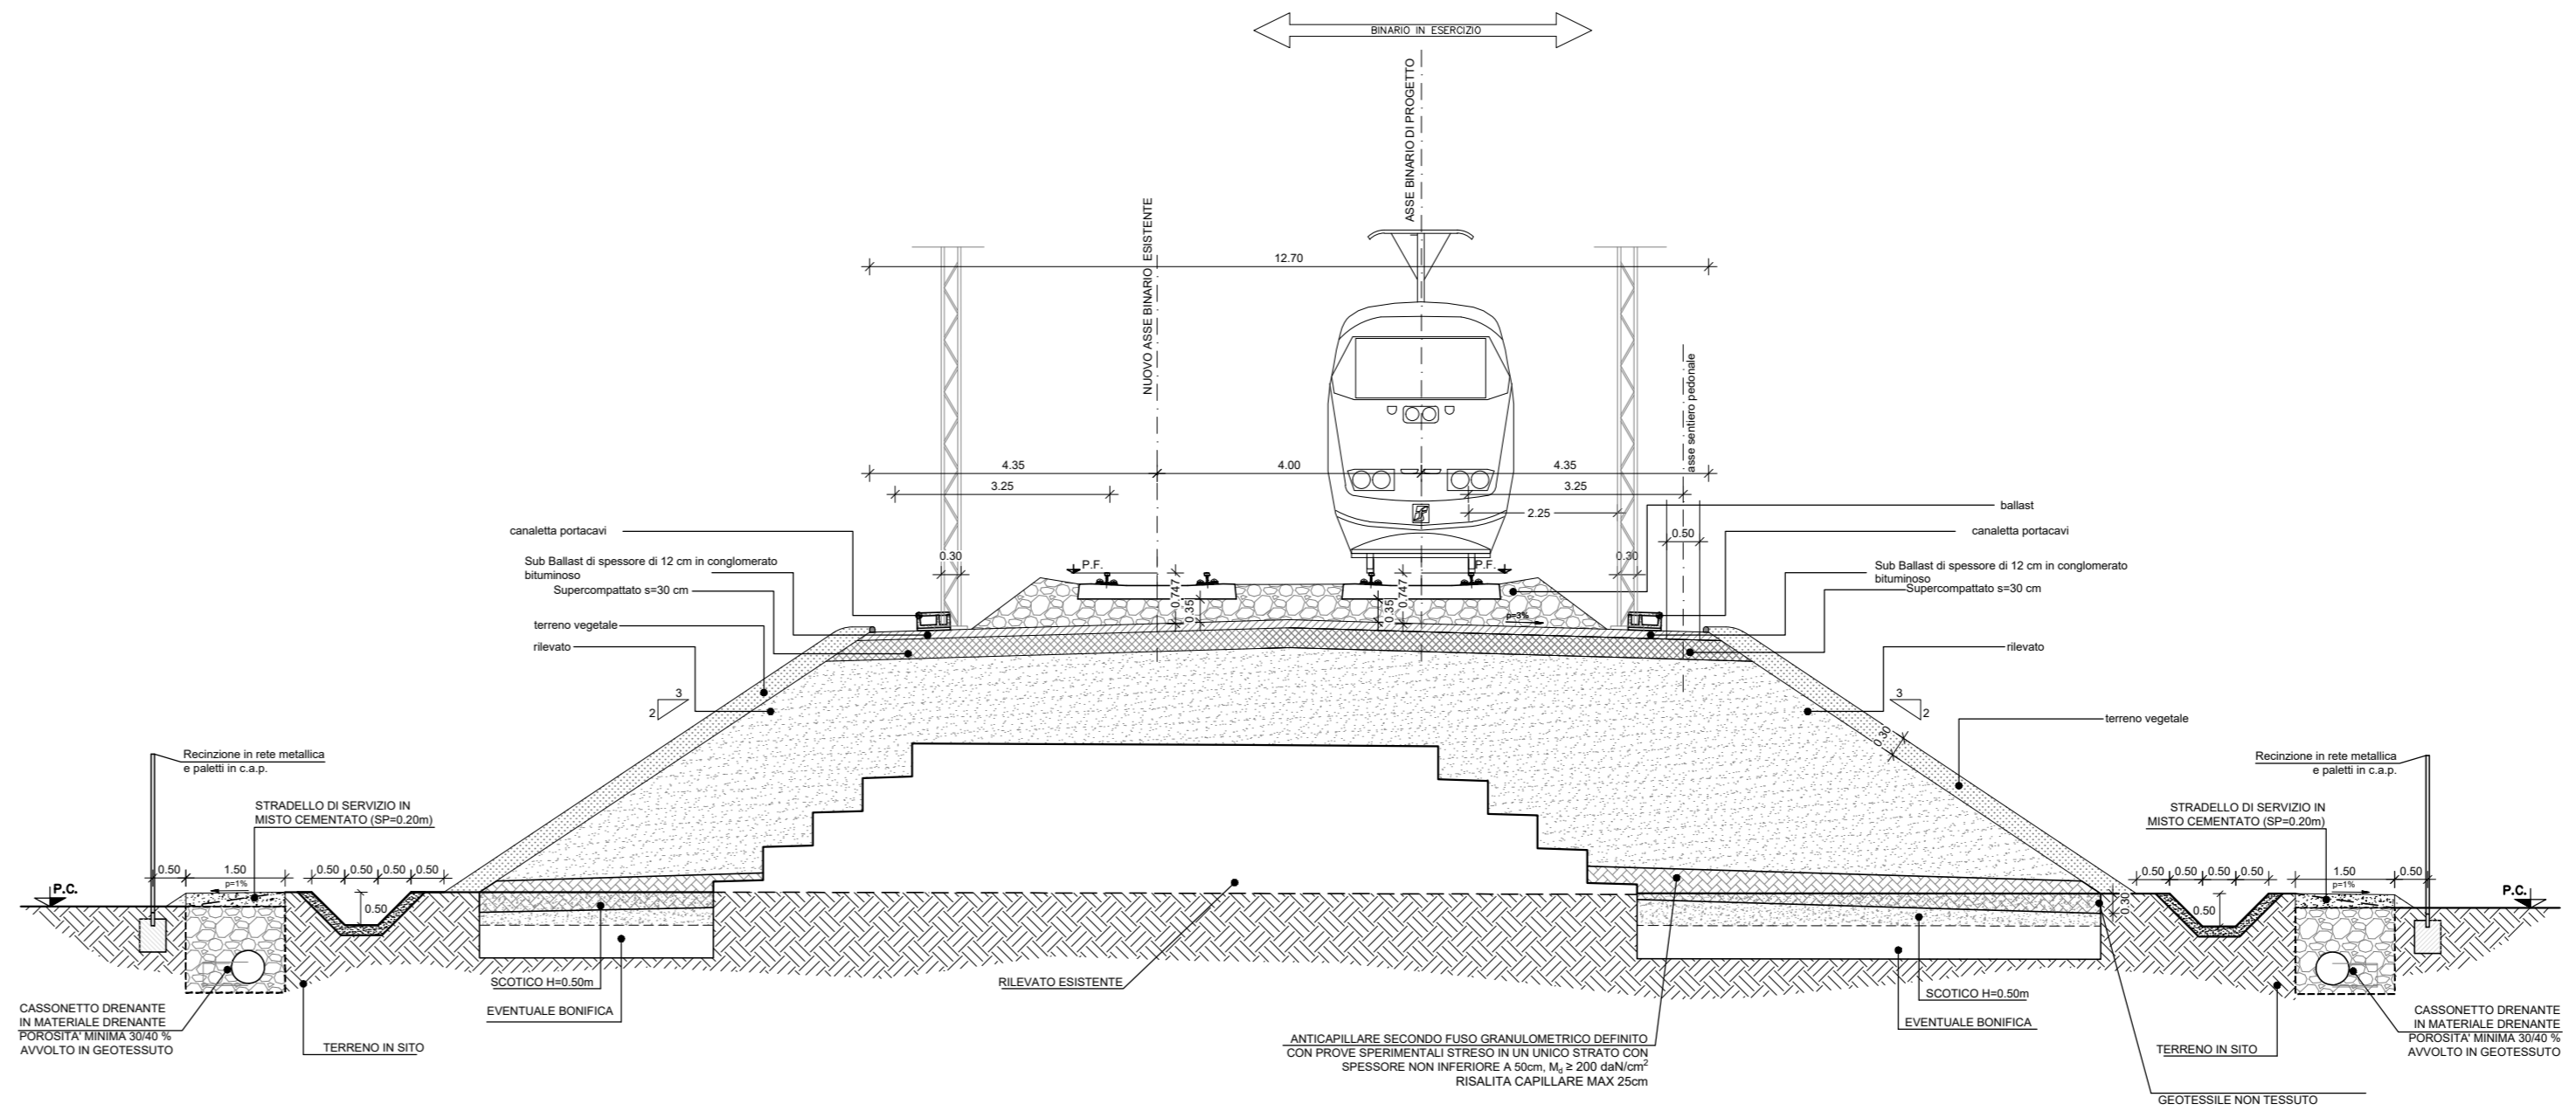 BINARIO IN ESERCIZIO
ASSE BINARIO DI PROGETTO
NUOVO ASSE BINARIO ESISTENTE
12.70
asse sentiero pedonale
4.35
4.00
4.35
3.25
3.25
2.25
0.50
canaletta portacavi
ballast
canaletta portacavi
Sub Ballast di spessore di 12 cm in conglomerato
bituminoso
Supercompattato s=30 cm
0.30
P.F.
0.747
0.35
0.35
0.747
P.F.
0.30
Sub Ballast di spessore di 12 cm in conglomerato
bituminoso
Supercompattato s=30 cm
p=3%
terreno vegetale
rilevato
rilevato
3
2
3
2
terreno vegetale
0.30
Recinzione in rete metallica
e paletti in c.a.p.
Recinzione in rete metallica
e paletti in c.a.p.
STRADELLO DI SERVIZIO IN
MISTO CEMENTATO (SP=0.20m)
STRADELLO DI SERVIZIO IN
MISTO CEMENTATO (SP=0.20m)
0.50
1.50
0.50
0.50
0.50
0.50
p=1%
P.C.
0.50
0.50
0.50
0.50
0.50
1.50
0.50
p=1%
P.C.
0.30
0.50
SCOTICO H=0.50m
EVENTUALE BONIFICA
RILEVATO ESISTENTE
SCOTICO H=0.50m
EVENTUALE BONIFICA
CASSONETTO DRENANTE
IN MATERIALE DRENANTE
POROSITA' MINIMA 30/40 %
AVVOLTO IN GEOTESSUTO
TERRENO IN SITO
ANTICAPILLARE SECONDO FUSO GRANULOMETRICO DEFINITO
CON PROVE SPERIMENTALI STRESO IN UN UNICO STRATO CON
SPESSORE NON INFERIORE A 50cm, Md ≥ 200 daN/cm²
RISALITA CAPILLARE MAX 25cm
TERRENO IN SITO
CASSONETTO DRENANTE
IN MATERIALE DRENANTE
POROSITA' MINIMA 30/40 %
AVVOLTO IN GEOTESSUTO
GEOTESSILE NON TESSUTO